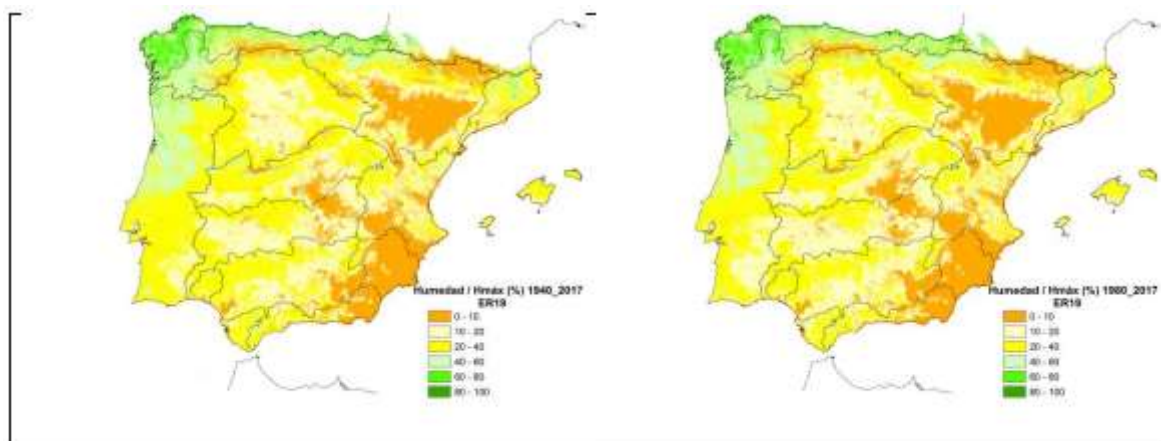 Humedad / Hmáx (%) 1940_2017
ER19
0 - 10
10 - 20
20 - 40
40 - 60
60 - 80
80 - 100
Humedad / Hmáx (%) 1980_2017
ER19
0 - 10
10 - 20
20 - 40
40 - 60
60 - 80
80 - 100